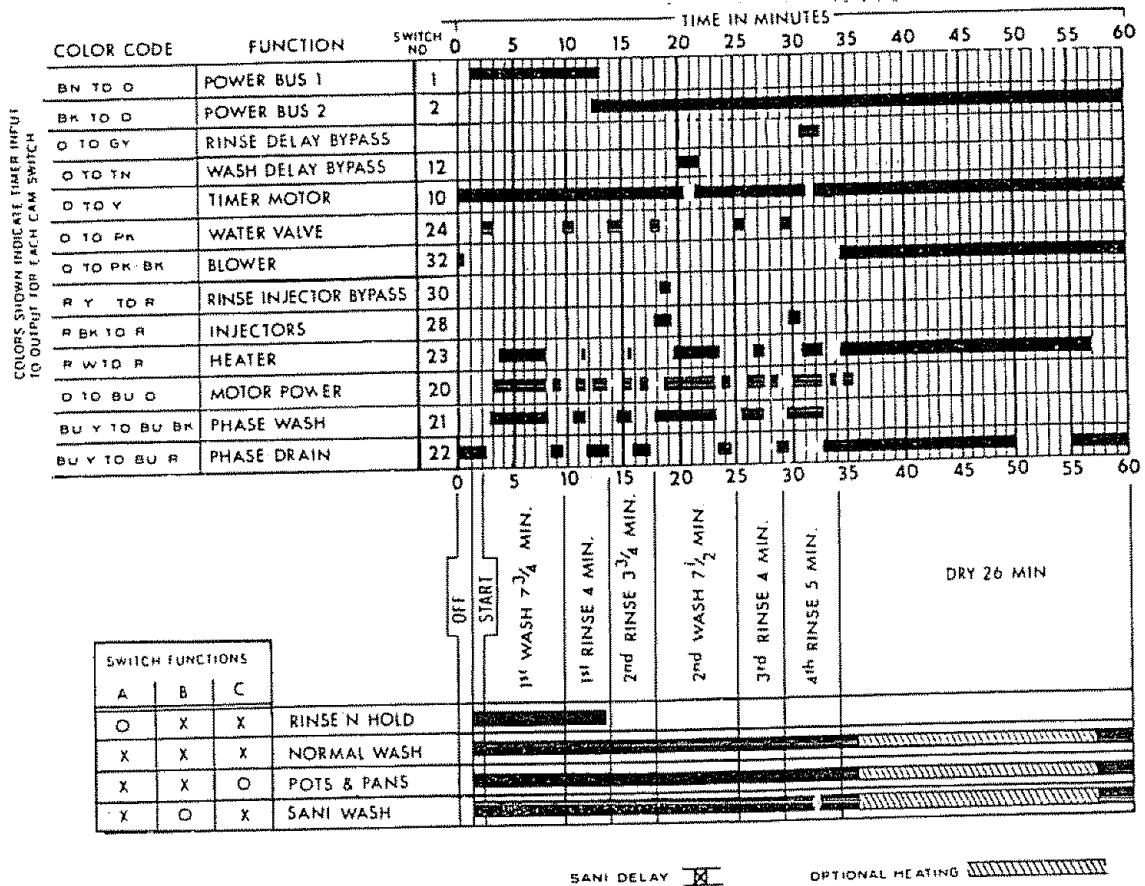 TIME IN MINUTES
COLOR CODE FUNCTION SWITCH NO 0 5 10 15 20 25 30 35 40 45 50 55 60
COLORS SHOWN INDICATE TIMER INPUT TO OUTPUT FOR EACH CAM SWITCH
BN TO O POWER BUS 1 1
BK TO O POWER BUS 2 2
O TO GY RINSE DELAY BYPASS
O TO TN WASH DELAY BYPASS 12
O TO Y TIMER MOTOR 10
O TO PK WATER VALVE 24
O TO PK-BK BLOWER 32
R Y TO R RINSE INJECTOR BYPASS 30
R BK TO R INJECTORS 28
R W TO R HEATER 23
O TO BU O MOTOR POWER 20
BU Y TO BU BK PHASE WASH 21
BU Y TO BU R PHASE DRAIN 22
0 5 10 15 20 25 30 35 40 45 50 55 60
OFF
START
1st WASH 7 3/4 MIN.
1st RINSE 4 MIN.
2nd RINSE 3 3/4 MIN.
2nd WASH 7 1/2 MIN.
3rd RINSE 4 MIN.
4th RINSE 5 MIN.
DRY 26 MIN
SWITCH FUNCTIONS
A B C
O X X RINSE N HOLD
X X X NORMAL WASH
X X O POTS & PANS
X O X SANI WASH
SANI DELAY OPTIONAL HEATING